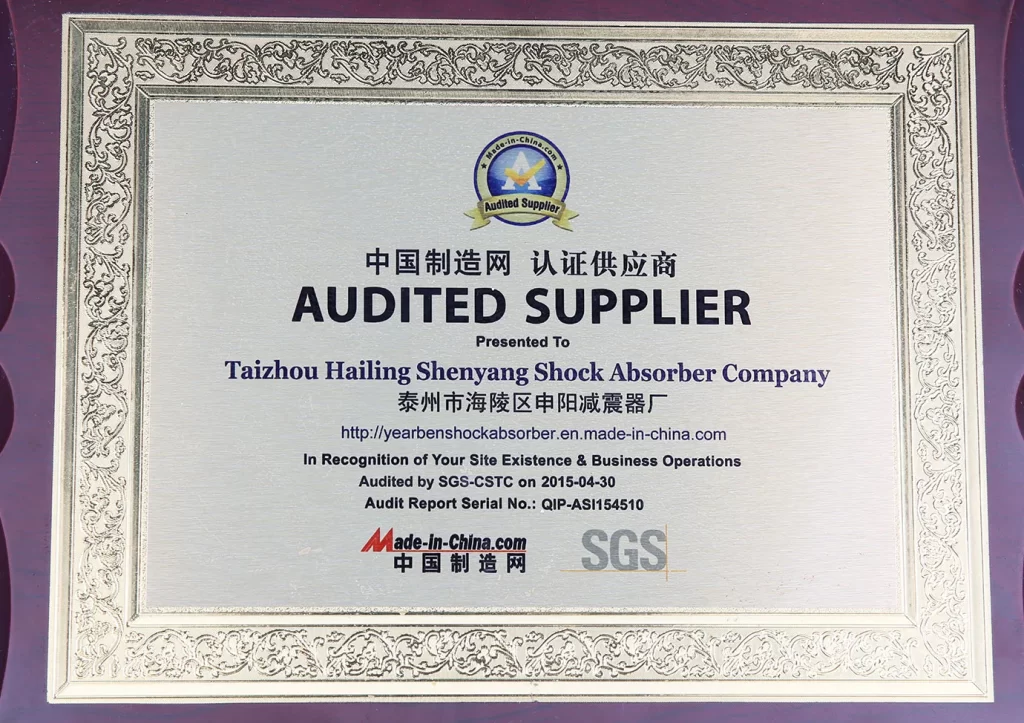 Made-in-China.com
Audited Supplier
中国制造网 认证供应商
AUDITED SUPPLIER
Presented To
Taizhou Hailing Shenyang Shock Absorber Company
泰州市海陵区申阳减震器厂
http://yearbenshockabsorber.en.made-in-china.com
In Recognition of Your Site Existence & Business Operations
Audited by SGS-CSTC on 2015-04-30
Audit Report Serial No.: QIP-ASI154510
Made-in-China.com
中国制造网
SGS